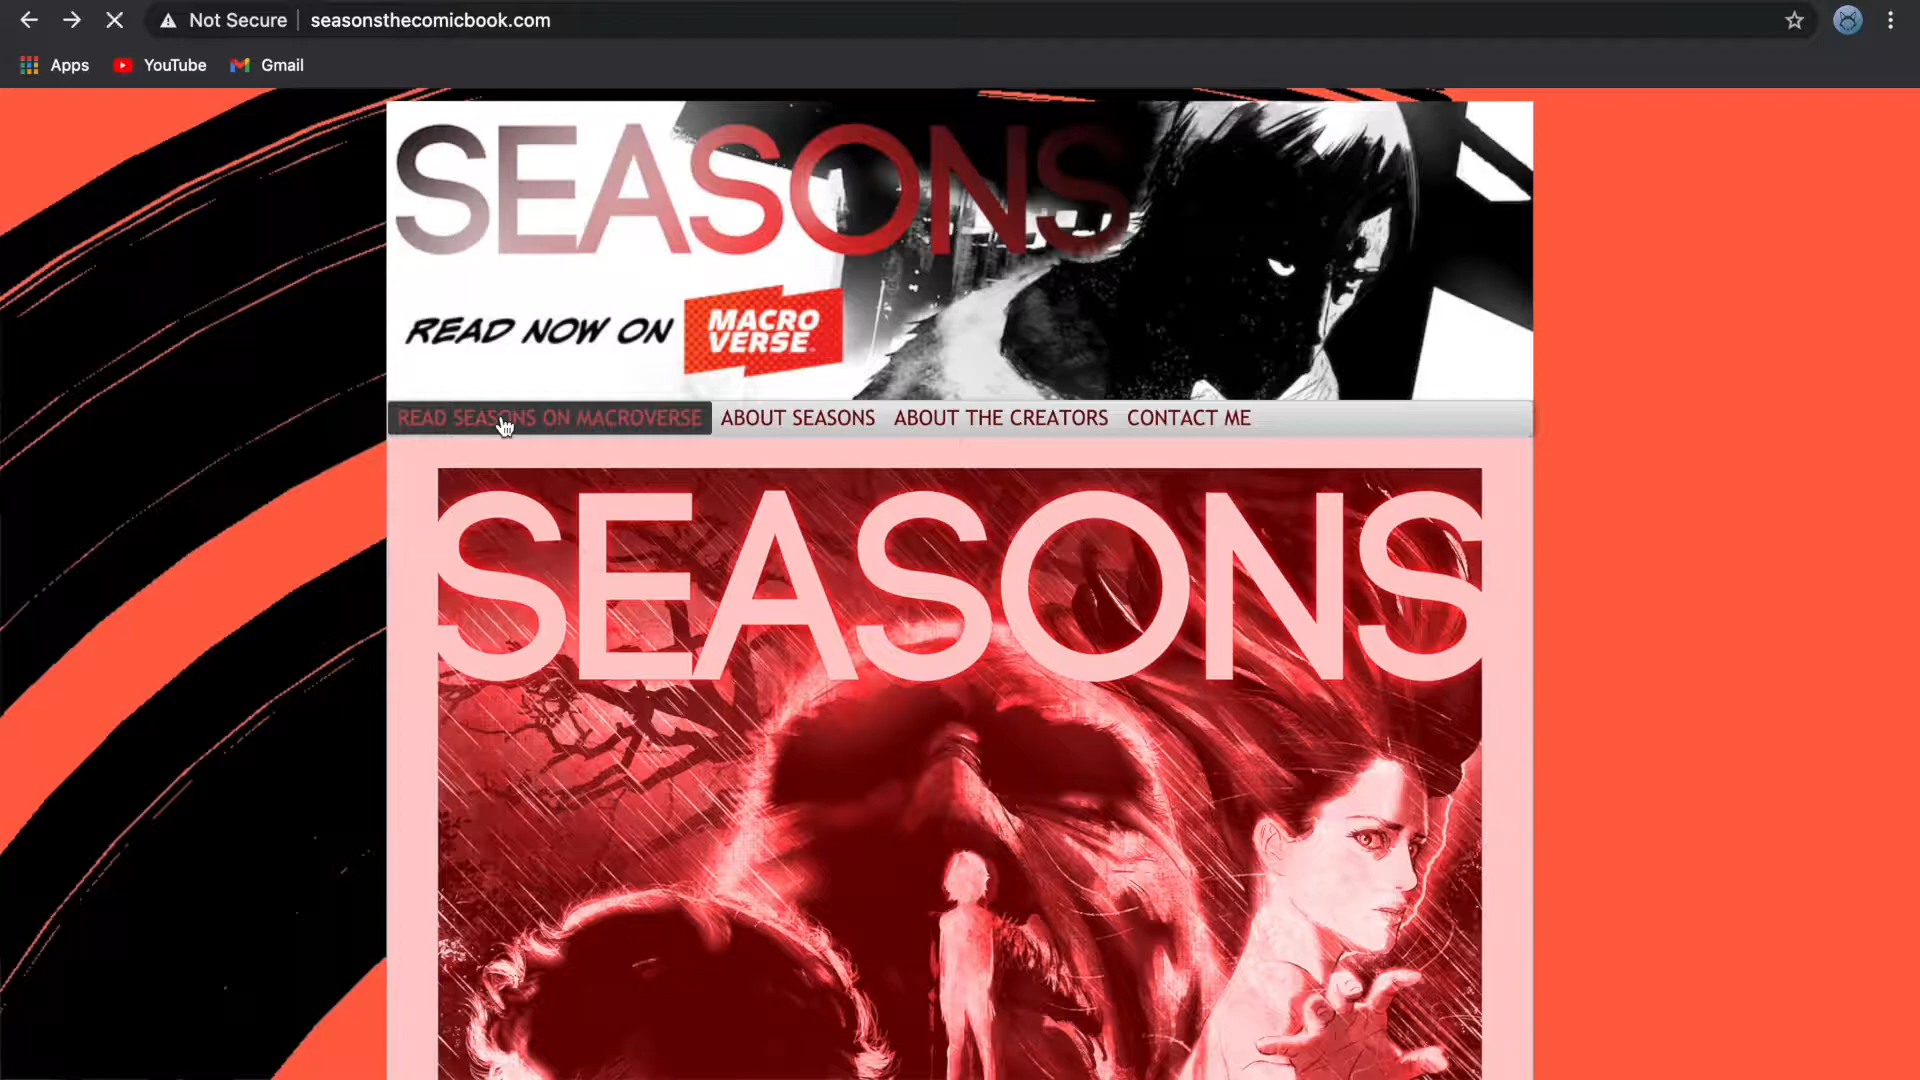 Not Secure seasonsthecomicbook.com
Apps YouTube Gmail
SEASONS
READ NOW ON MACRO VERSE
READ SEASONS ON MACROVERSE ABOUT SEASONS ABOUT THE CREATORS CONTACT ME
SEASONS